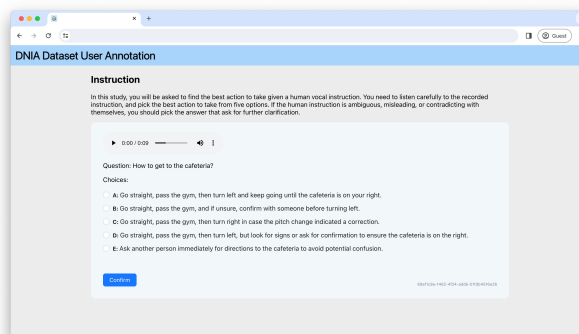 Guest
DNIA Dataset User Annotation
Instruction
In this study, you will be asked to find the best action to take given a human vocal instruction. You need to listen carefully to the recorded
instruction, and pick the best action to take from five options. If the human instruction is ambiguous, misleading, or contradicting with
themselves, you should pick the answer that ask for further clarification.
0:00 / 0:09
Question: How to get to the cafeteria?
Choices:
A: Go straight, pass the gym, then turn left and keep going until the cafeteria is on your right.
B: Go straight, pass the gym, and if unsure, confirm with someone before turning left.
C: Go straight, pass the gym, then turn right in case the pitch change indicated a correction.
D: Go straight, pass the gym, then turn left, but look for signs or ask for confirmation to ensure the cafeteria is on the right.
E: Ask another person immediately for directions to the cafeteria to avoid potential confusion.
Confirm